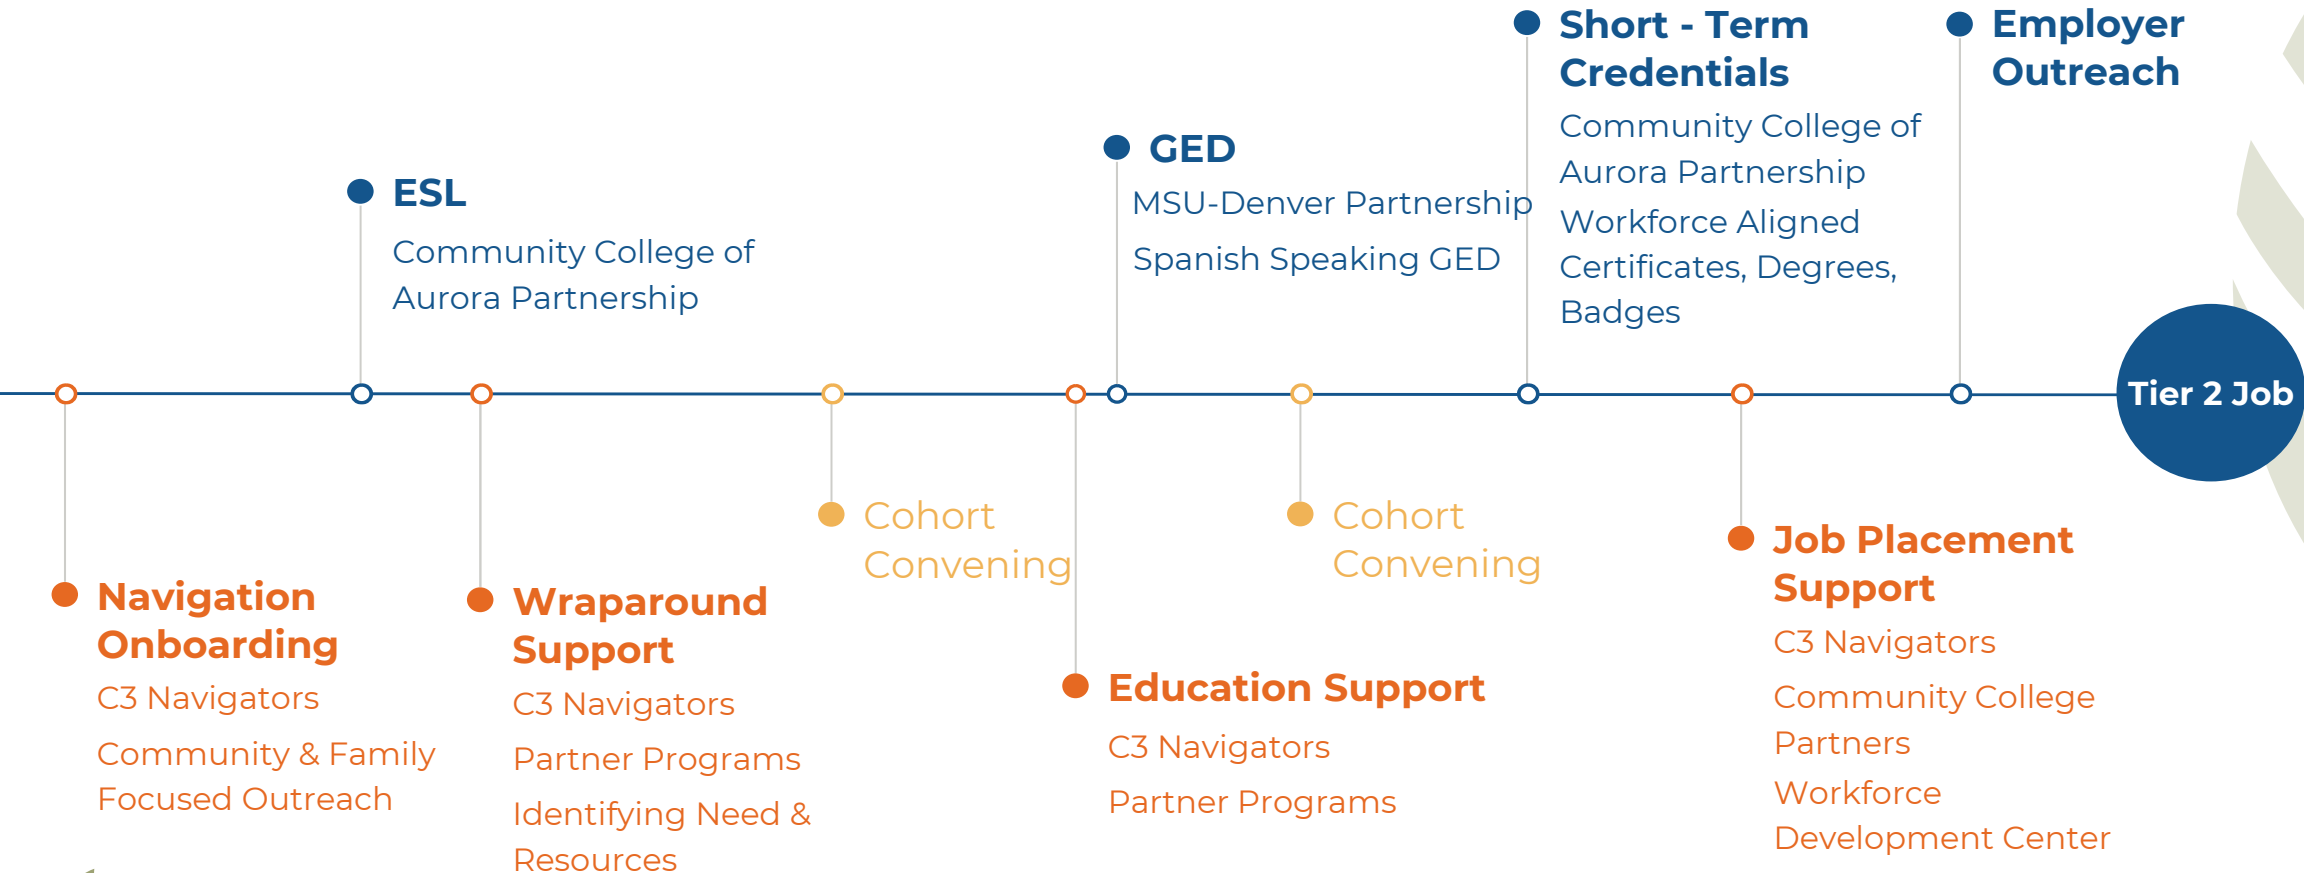 Short - Term
Credentials
Community College of
Aurora Partnership
Workforce Aligned
Certificates, Degrees,
Badges
Employer
Outreach
GED
MSU-Denver Partnership
Spanish Speaking GED
ESL
Community College of
Aurora Partnership
Tier 2 Job
Navigation
Onboarding
C3 Navigators
Community & Family
Focused Outreach
Wraparound
Support
C3 Navigators
Partner Programs
Identifying Need &
Resources
Cohort
Convening
Education Support
C3 Navigators
Partner Programs
Cohort
Convening
Job Placement
Support
C3 Navigators
Community College
Partners
Workforce
Development Center